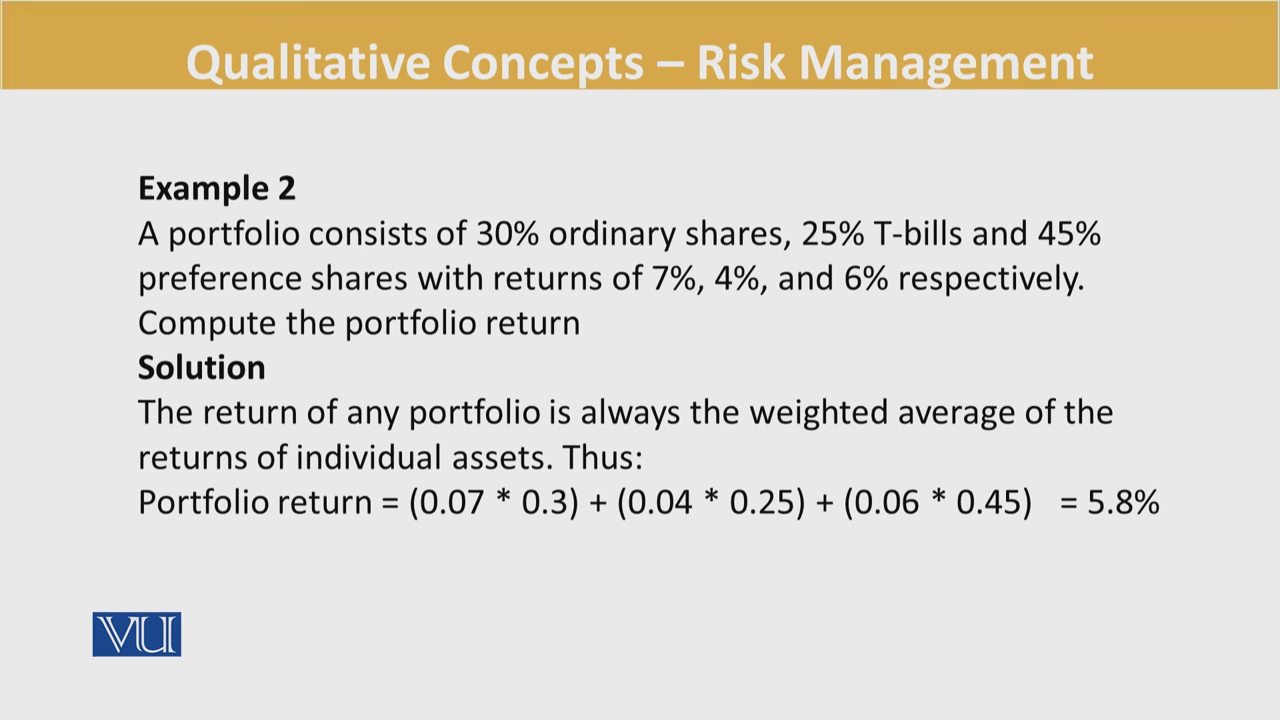 Qualitative Concepts – Risk Management
Example 2
A portfolio consists of 30% ordinary shares, 25% T-bills and 45%
preference shares with returns of 7%, 4%, and 6% respectively.
Compute the portfolio return
Solution
The return of any portfolio is always the weighted average of the
returns of individual assets. Thus:
Portfolio return = (0.07 * 0.3) + (0.04 * 0.25) + (0.06 * 0.45) = 5.8%
VU